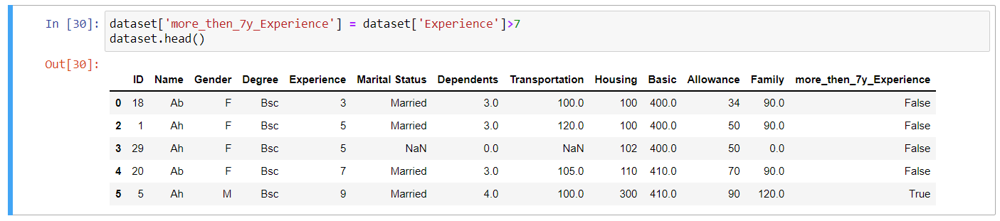 In [30]: dataset['more_then_7y_Experience'] = dataset['Experience']>7
dataset.head()
Out[30]:
ID Name Gender Degree Experience Marital Status Dependents Transportation Housing Basic Allowance Family more_then_7y_Experience
0 18 Ab F Bsc 3 Married 3.0 100.0 100 400.0 34 90.0 False
2 1 Ah F Bsc 5 Married 3.0 120.0 100 400.0 50 90.0 False
3 29 Ah F Bsc 5 NaN 0.0 NaN 102 400.0 50 0.0 False
4 20 Ab F Bsc 7 Married 3.0 105.0 110 410.0 70 90.0 False
5 5 Ah M Bsc 9 Married 4.0 100.0 300 410.0 90 120.0 True